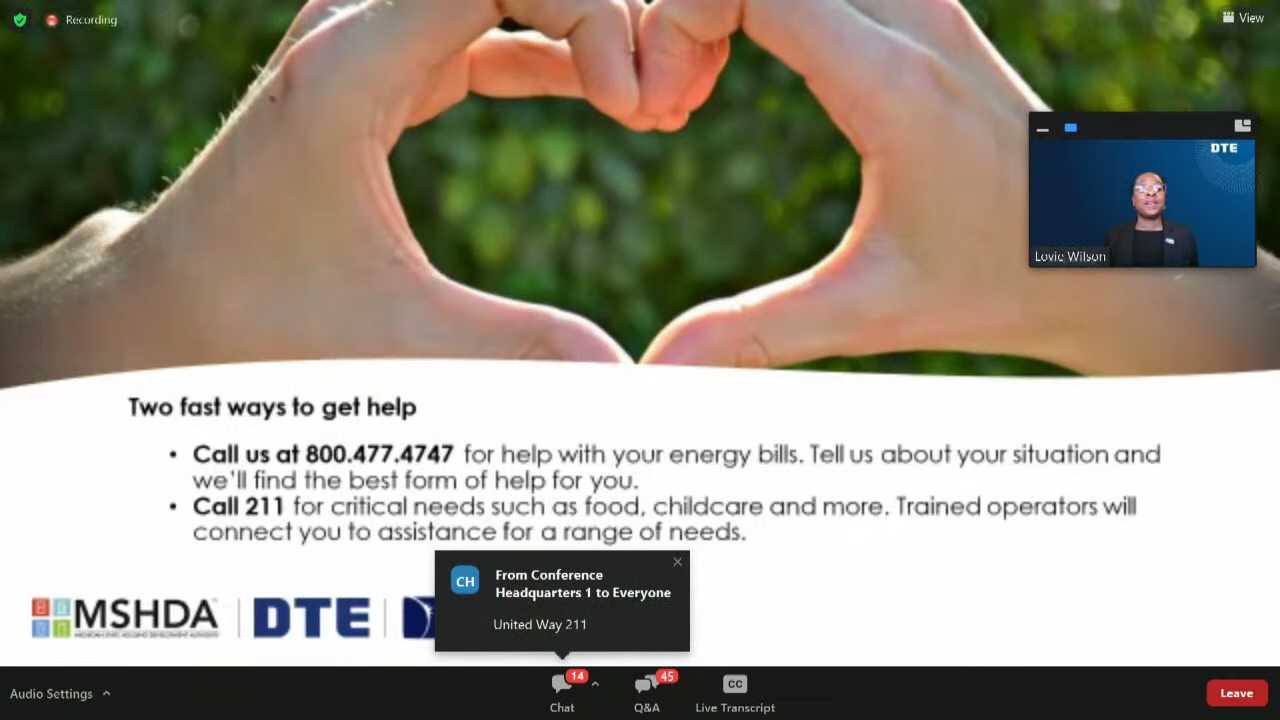 Recording
View
DTE
Lovie Wilson
Two fast ways to get help
• Call us at 800.477.4747 for help with your energy bills. Tell us about your situation and
we'll find the best form of help for you.
• Call 211 for critical needs such as food, childcare and more. Trained operators will
connect you to assistance for a range of needs.
CH
From Conference
Headquarters 1 to Everyone
United Way 211
MSHDA
DTE
Audio Settings
14
Chat
45
Q&A
CC
Live Transcript
Leave